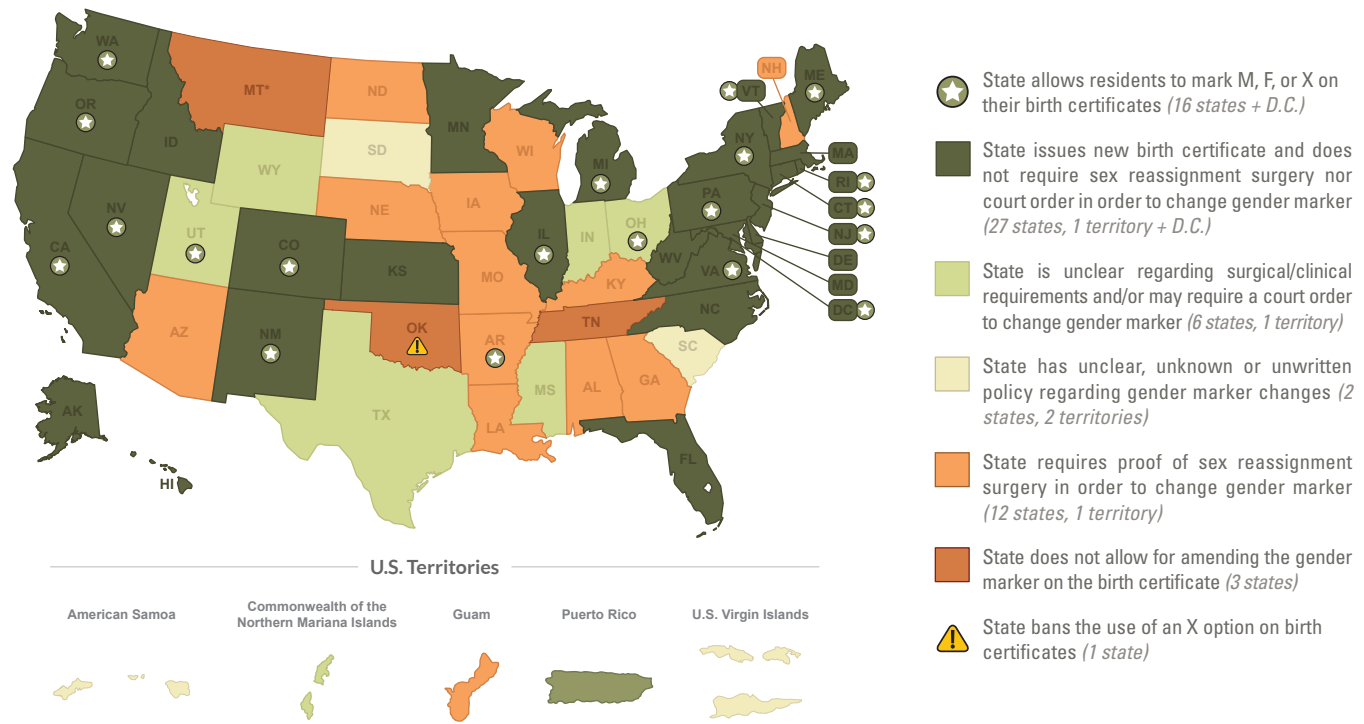 WA
MT*
ND
MN
ME
NH
VT
OR
ID
SD
WI
NY
MA
MI
WY
RI
PA
CT
IA
NE
NV
NJ
OH
IN
IL
UT
CO
DE
CA
WV
VA
KS
MD
MO
KY
DC
NC
TN
OK
AZ
NM
AR
SC
MS
AL
GA
TX
LA
AK
FL
HI
U.S. Territories
American Samoa
Commonwealth of the
Northern Mariana Islands
Guam
Puerto Rico
U.S. Virgin Islands
State allows residents to mark M, F, or X on
their birth certificates (16 states + D.C.)
State issues new birth certificate and does
not require sex reassignment surgery nor
court order in order to change gender marker
(27 states, 1 territory + D.C.)
State is unclear regarding surgical/clinical
requirements and/or may require a court order
to change gender marker (6 states, 1 territory)
State has unclear, unknown or unwritten
policy regarding gender marker changes (2
states, 2 territories)
State requires proof of sex reassignment
surgery in order to change gender marker
(12 states, 1 territory)
State does not allow for amending the gender
marker on the birth certificate (3 states)
State bans the use of an X option on birth
certificates (1 state)